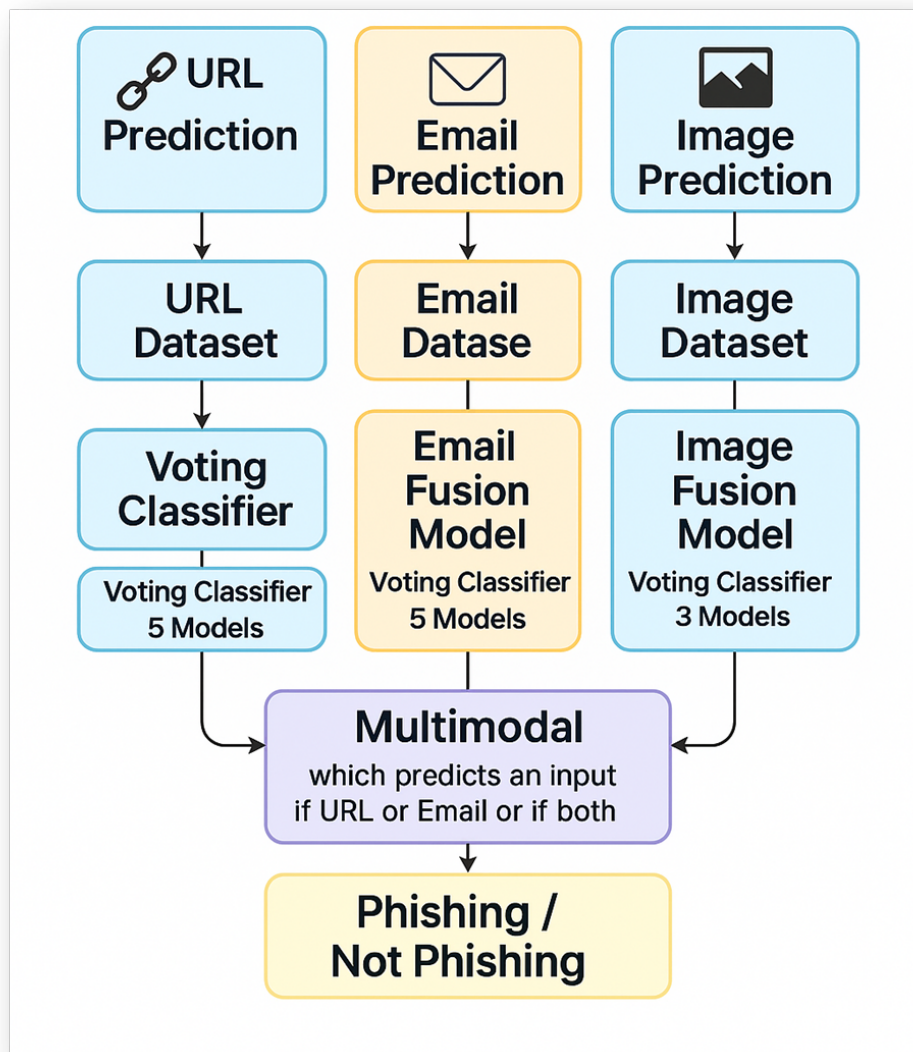 URL
Prediction
Email
Prediction
Image
Prediction
URL
Dataset
Email
Datase
Image
Dataset
Voting
Classifier
Voting Classifier
5 Models
Email
Fusion
Model
Voting Classifier
5 Models
Image
Fusion
Model
Voting Classifier
3 Models
Multimodal
which predicts an input
if URL or Email or if both
Phishing /
Not Phishing